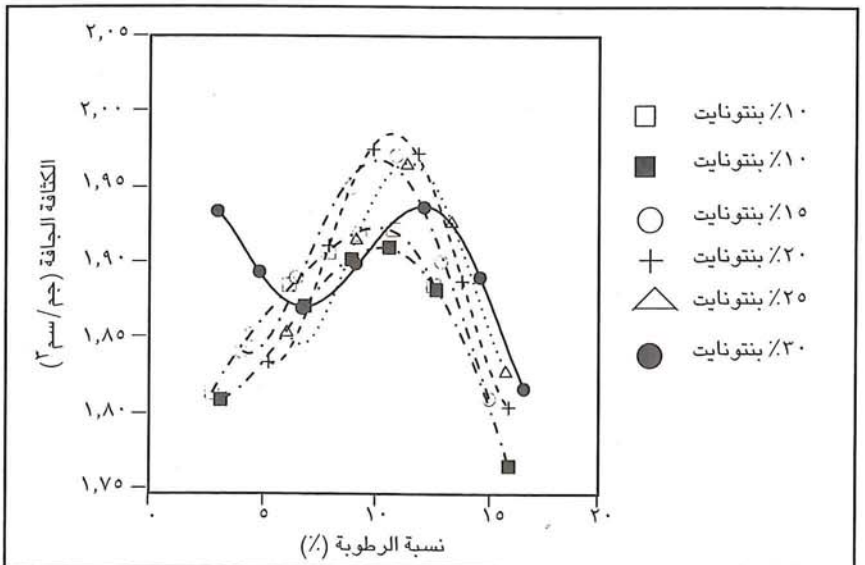 ٢,٠٥
٢,٠٠
١,٩٥
١,٩٠
١,٨٥
١,٨٠
١,٧٥
الكثافة الجافة (جم/سم٣)
٠
٥
١٠
١٥
٢٠
نسبة الرطوبة (٪)
١٠٪ بنتونايت
١٠٪ بنتونايت
١٥٪ بنتونايت
٢٠٪ بنتونايت
٢٥٪ بنتونايت
٣٠٪ بنتونايت